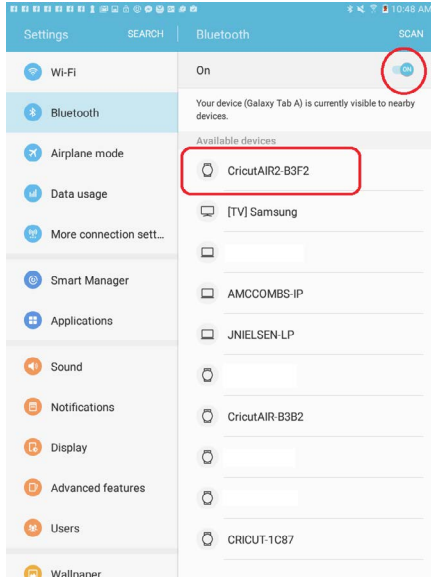 10:48 AM
Settings
SEARCH
Wi-Fi
Bluetooth
Airplane mode
Data usage
More connection sett...
Smart Manager
Applications
Sound
Notifications
Display
Advanced features
Users
Wallpaper
Bluetooth
SCAN
On
ON
Your device (Galaxy Tab A) is currently visible to nearby
devices.
Available devices
CricutAIR2-B3F2
[TV] Samsung
AMCCOMBS-IP
JNIELSEN-LP
CricutAIR-B3B2
CRICUT-1C87